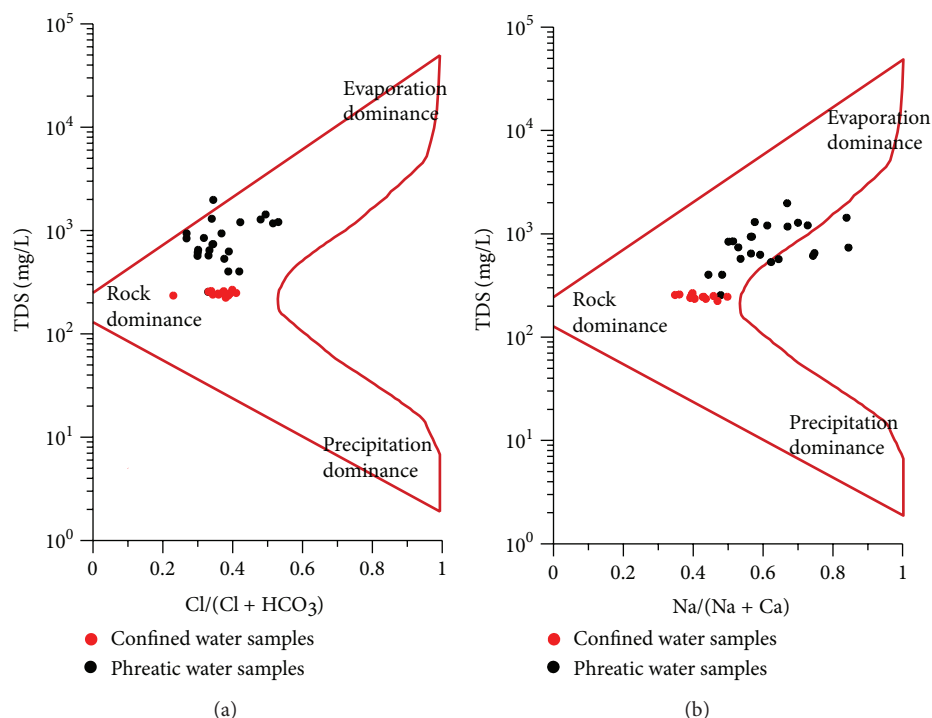 10^5
10^4
10^3
10^2
10^1
10^0
TDS (mg/L)
Evaporation
dominance
Rock
dominance
Precipitation
dominance
0 0.2 0.4 0.6 0.8 1
Cl/(Cl + HCO3)
Confined water samples
Phreatic water samples
(a)
10^5
10^4
10^3
10^2
10^1
10^0
TDS (mg/L)
Evaporation
dominance
Rock
dominance
Precipitation
dominance
0 0.2 0.4 0.6 0.8 1
Na/(Na + Ca)
Confined water samples
Phreatic water samples
(b)